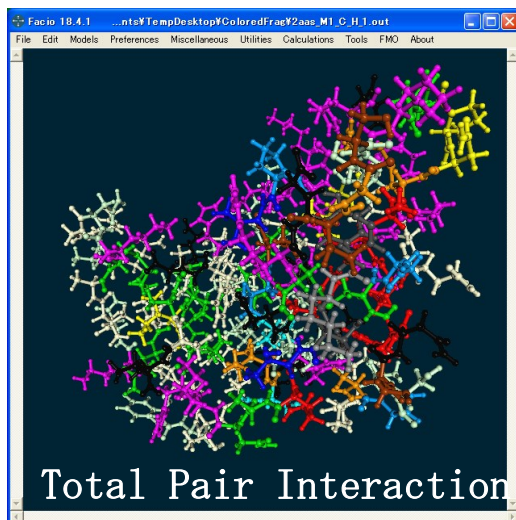 Facio 18.4.1 ...nts¥TempDesktop¥ColoredFrag¥2aas_M1_C_H_1.out
File Edit Models Preferences Miscellaneous Utilities Calculations Tools FMO About
Total Pair Interaction